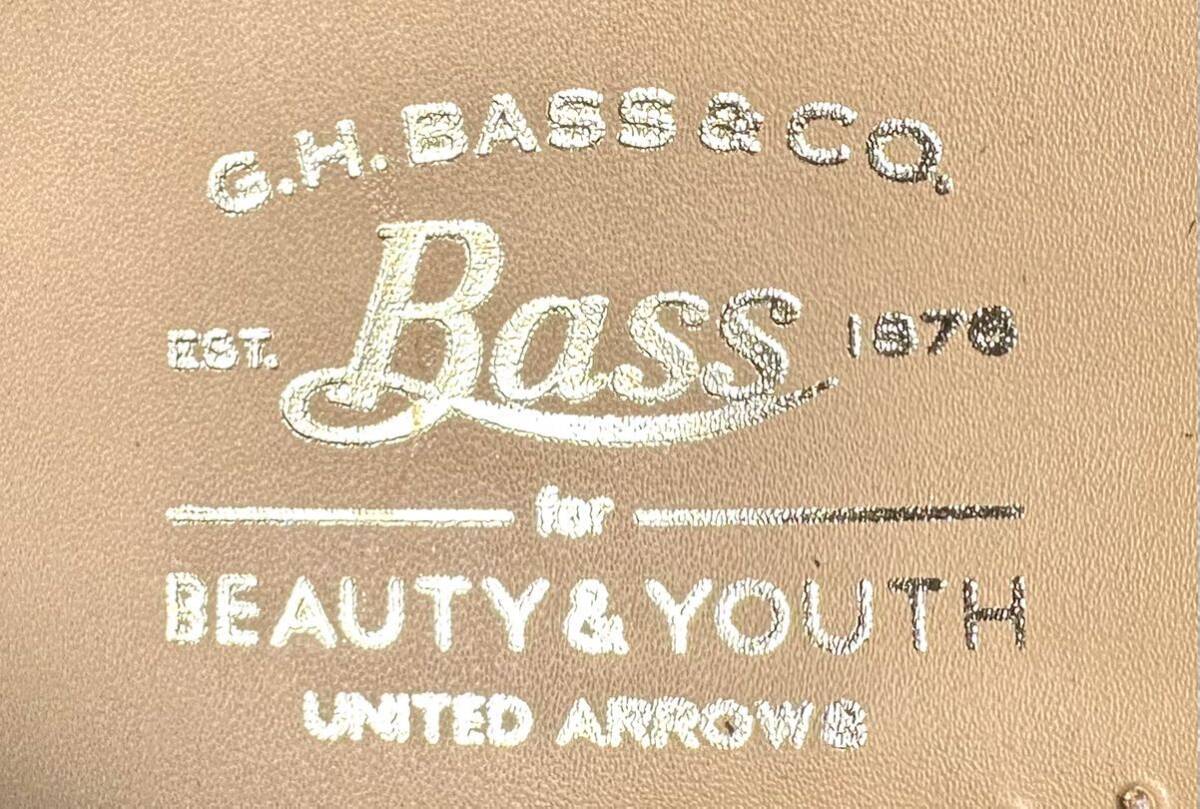 G.H. BASS & CO.
EST. Bass 1876
for
BEAUTY & YOUTH
UNITED ARROWS